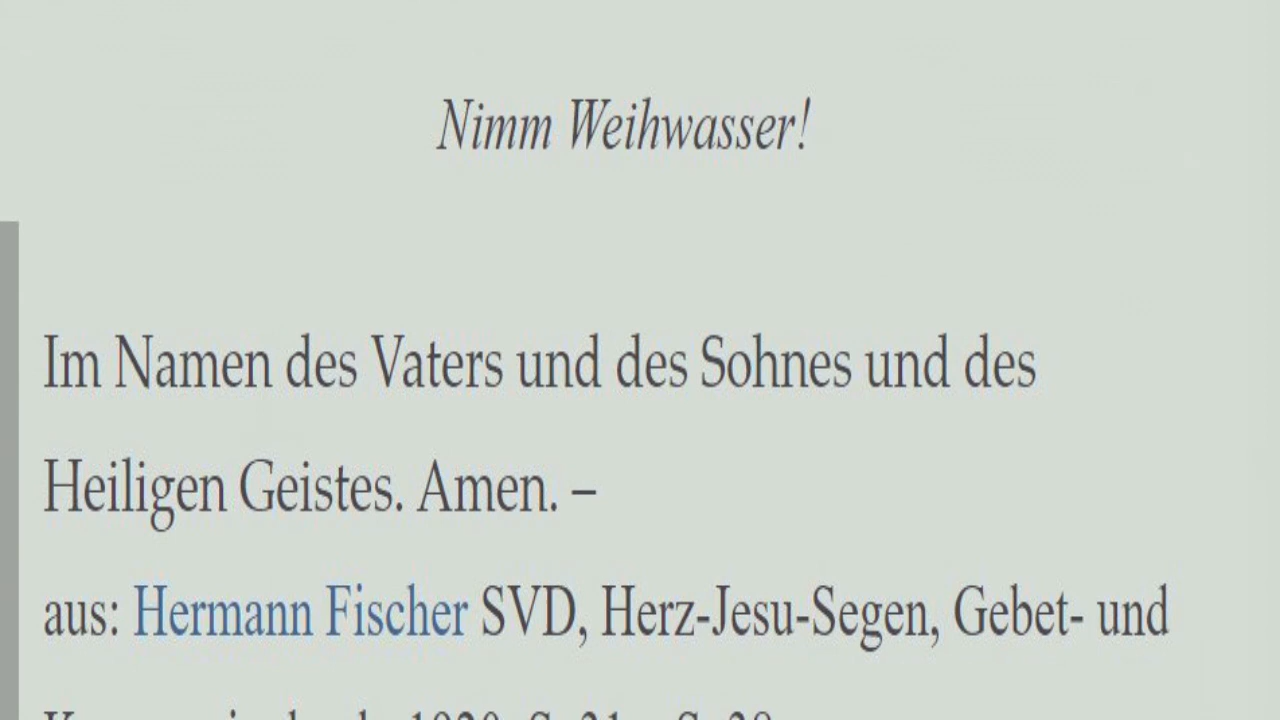 Nimm Weihwasser!
Im Namen des Vaters und des Sohnes und des
Heiligen Geistes. Amen. –
aus: Hermann Fischer SVD, Herz-Jesu-Segen, Gebet- und